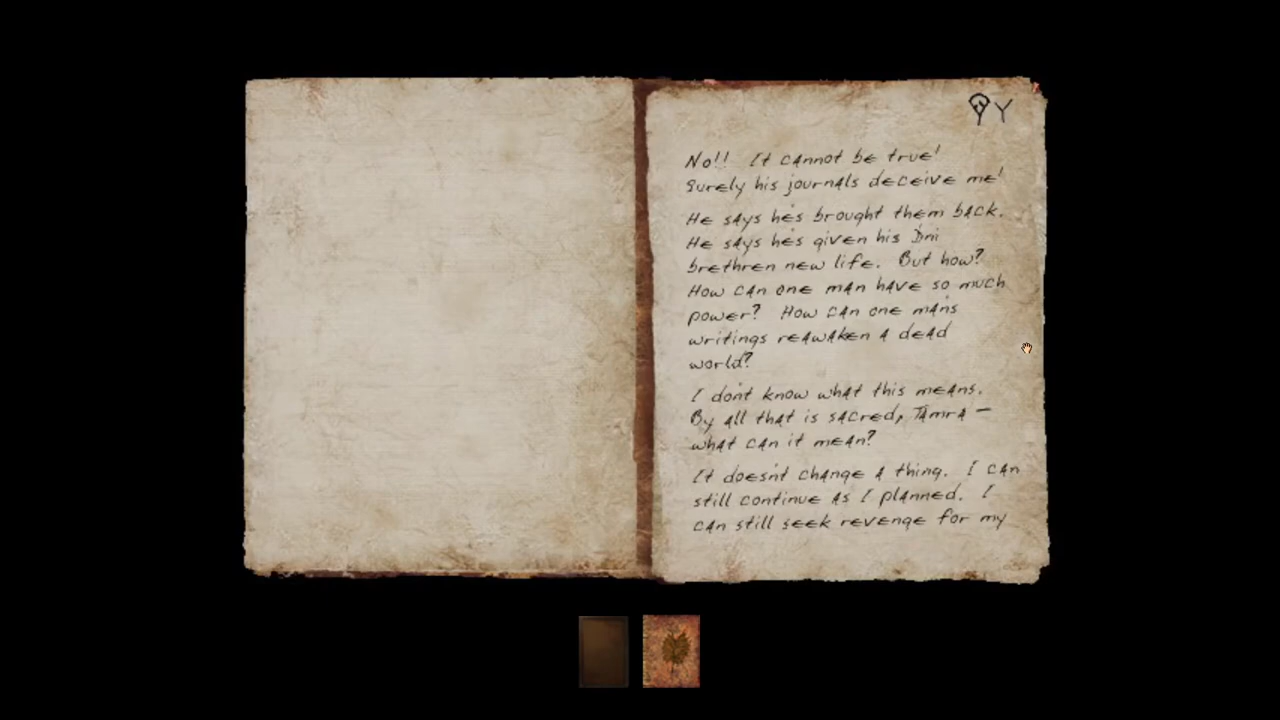 No!! It cannot be true!
Surely his journals deceive me!
He says he's brought them back.
He says he's given his D'ni
brethren new life. But how?
How can one man have so much
power? How can one man's
writings reawaken a dead
world?
I don't know what this means.
By all that is sacred, Tamra –
what can it mean?
It doesn't change a thing. I can
still continue as I planned. I
can still seek revenge for my